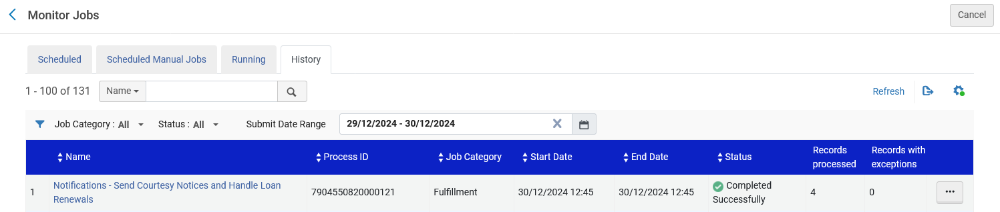 Monitor Jobs
Cancel
Scheduled
Scheduled Manual Jobs
Running
History
1 - 100 of 131
Name
Refresh
Job Category : All
Status : All
Submit Date Range
29/12/2024 - 30/12/2024
Name
Process ID
Job Category
Start Date
End Date
Status
Records
processed
Records with
exceptions
1
Notifications - Send Courtesy Notices and Handle Loan
Renewals
7904550820000121
Fulfillment
30/12/2024 12:45
30/12/2024 12:45
Completed
Successfully
4
0